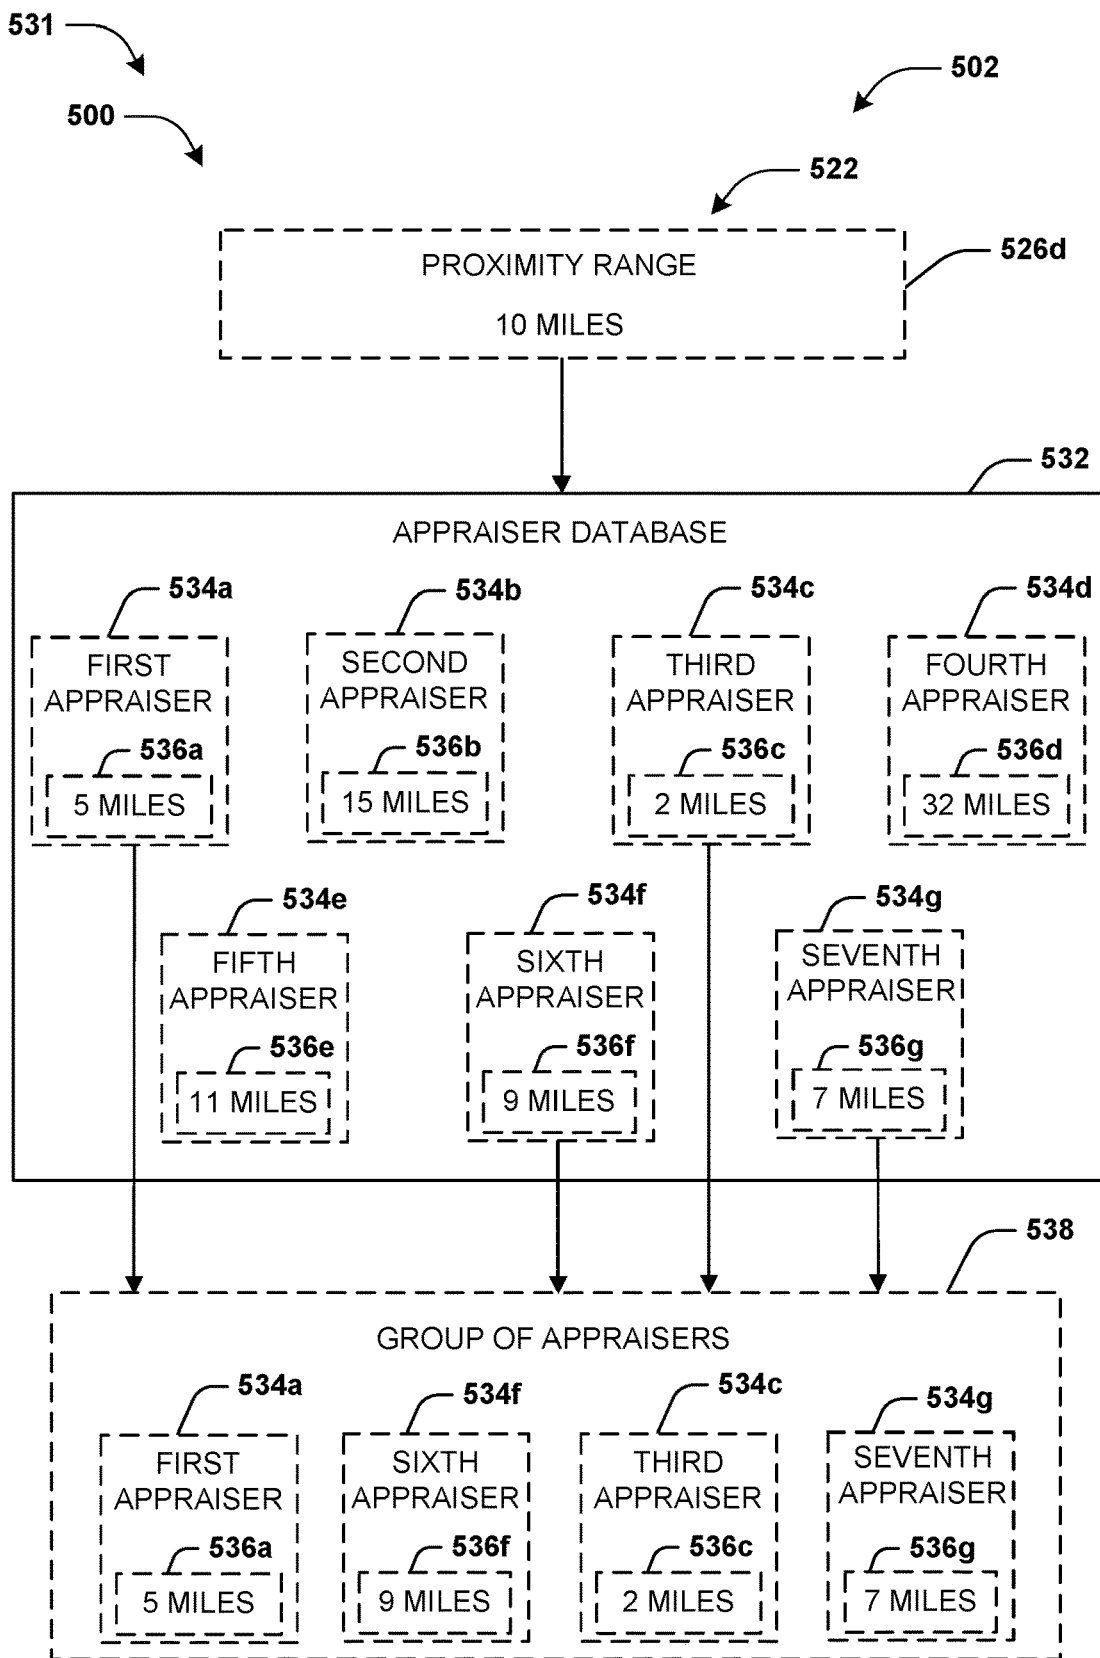 531
502
500
522
526d
PROXIMITY RANGE
10 MILES
532
APPRAISER DATABASE
534a
534b
534c
534d
FIRST
APPRAISER
536a
5 MILES
SECOND
APPRAISER
536b
15 MILES
THIRD
APPRAISER
536c
2 MILES
FOURTH
APPRAISER
536d
32 MILES
534e
534f
534g
FIFTH
APPRAISER
536e
11 MILES
SIXTH
APPRAISER
536f
9 MILES
SEVENTH
APPRAISER
536g
7 MILES
538
GROUP OF APPRAISERS
534a
534f
534c
534g
FIRST
APPRAISER
536a
5 MILES
SIXTH
APPRAISER
536f
9 MILES
THIRD
APPRAISER
536c
2 MILES
SEVENTH
APPRAISER
536g
7 MILES